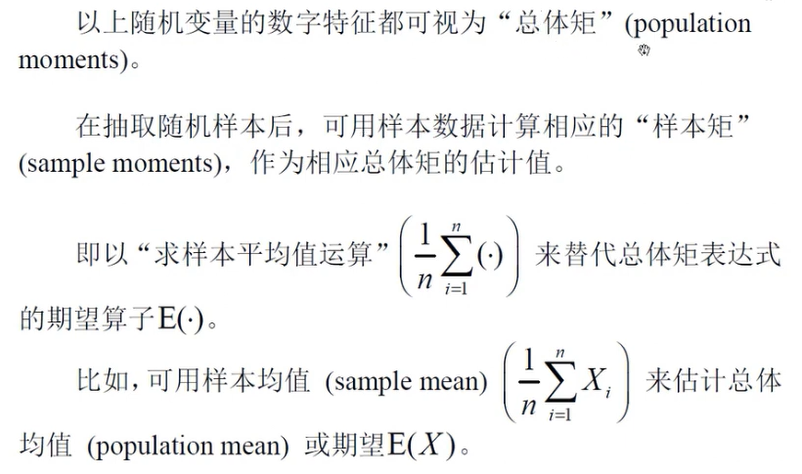 以上随机变量的数字特征都可视为“总体矩” (population
moments)。
在抽取随机样本后，可用样本数据计算相应的“样本矩”
(sample moments)，作为相应总体矩的估计值。
即以“求样本平均值运算” $\left(\frac{1}{n}\sum_{i=1}^{n}(\cdot)\right)$ 来替代总体矩表达式
的期望算子E(·)。
比如，可用样本均值 (sample mean) $\left(\frac{1}{n}\sum_{i=1}^{n}X_i\right)$ 来估计总体
均值 (population mean) 或期望E(X)。